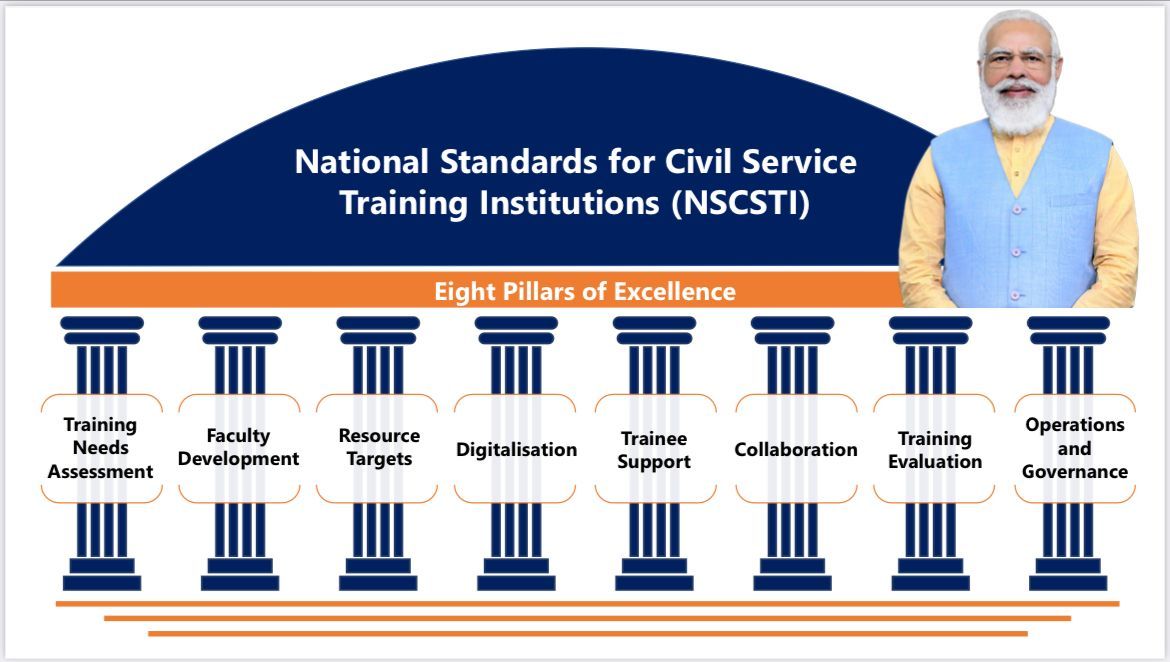 National Standards for Civil Service
Training Institutions (NSCSTI)
Eight Pillars of Excellence
Training
Needs
Assessment
Faculty
Development
Resource
Targets
Digitalisation
Trainee
Support
Collaboration
Training
Evaluation
Operations
and
Governance